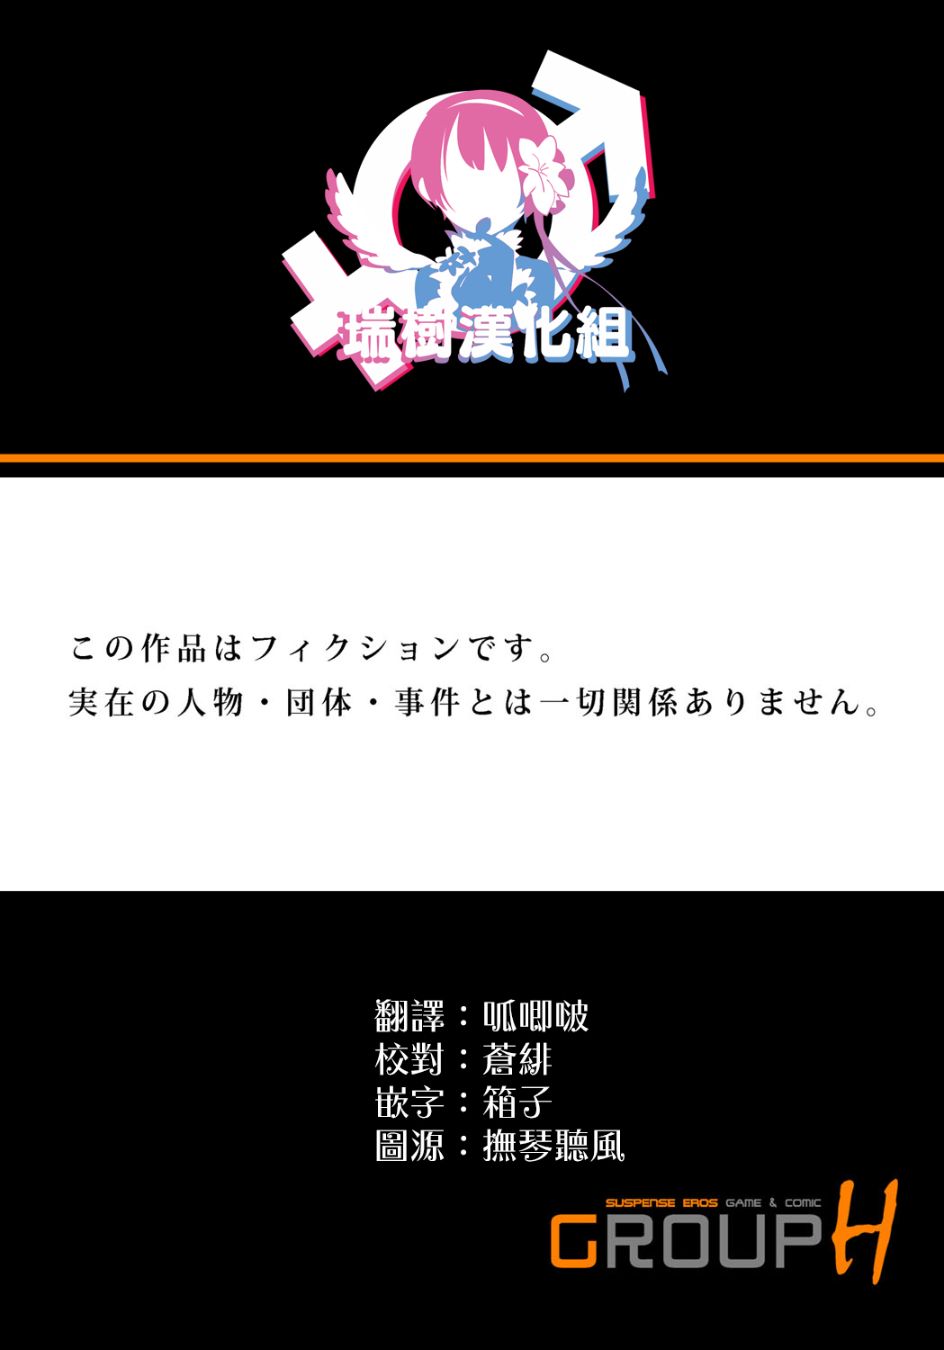 瑞樹漢化組
この作品はフィクションです。
実在の人物・団体・事件とは一切関係ありません。
翻譯：呱唧啵
校對：蒼緋
嵌字：箱子
圖源：撫琴聽風
SUSPENSE EROS GAME & COMIC
GROUP H